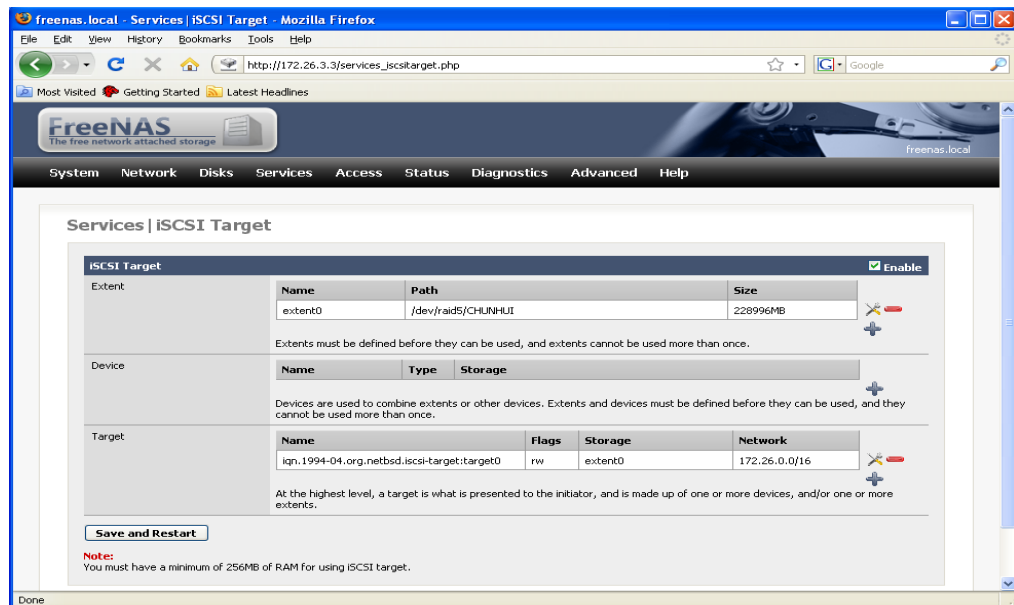 freenas.local - Services|iSCSI Target - Mozilla Firefox
File Edit View History Bookmarks Tools Help
http://172.26.3.3/services_iscsitarget.php
G Google
Most Visited Getting Started Latest Headlines
FreeNAS
The free network attached storage
freenas.local
System Network Disks Services Access Status Diagnostics Advanced Help
Services|iSCSI Target
iSCSI Target Enable
Extent
Name Path Size
extent0 /dev/raid5/CHUNHUI 228996MB
Extents must be defined before they can be used, and extents cannot be used more than once.
Device
Name Type Storage
Devices are used to combine extents or other devices. Extents and devices must be defined before they can be used, and they
cannot be used more than once.
Target
Name Flags Storage Network
iqn.1994-04.org.netbsd.iscsi-target:target0 rw extent0 172.26.0.0/16
At the highest level, a target is what is presented to the initiator, and is made up of one or more devices, and/or one or more
extents.
Save and Restart
Note:
You must have a minimum of 256MB of RAM for using iSCSI target.
Done